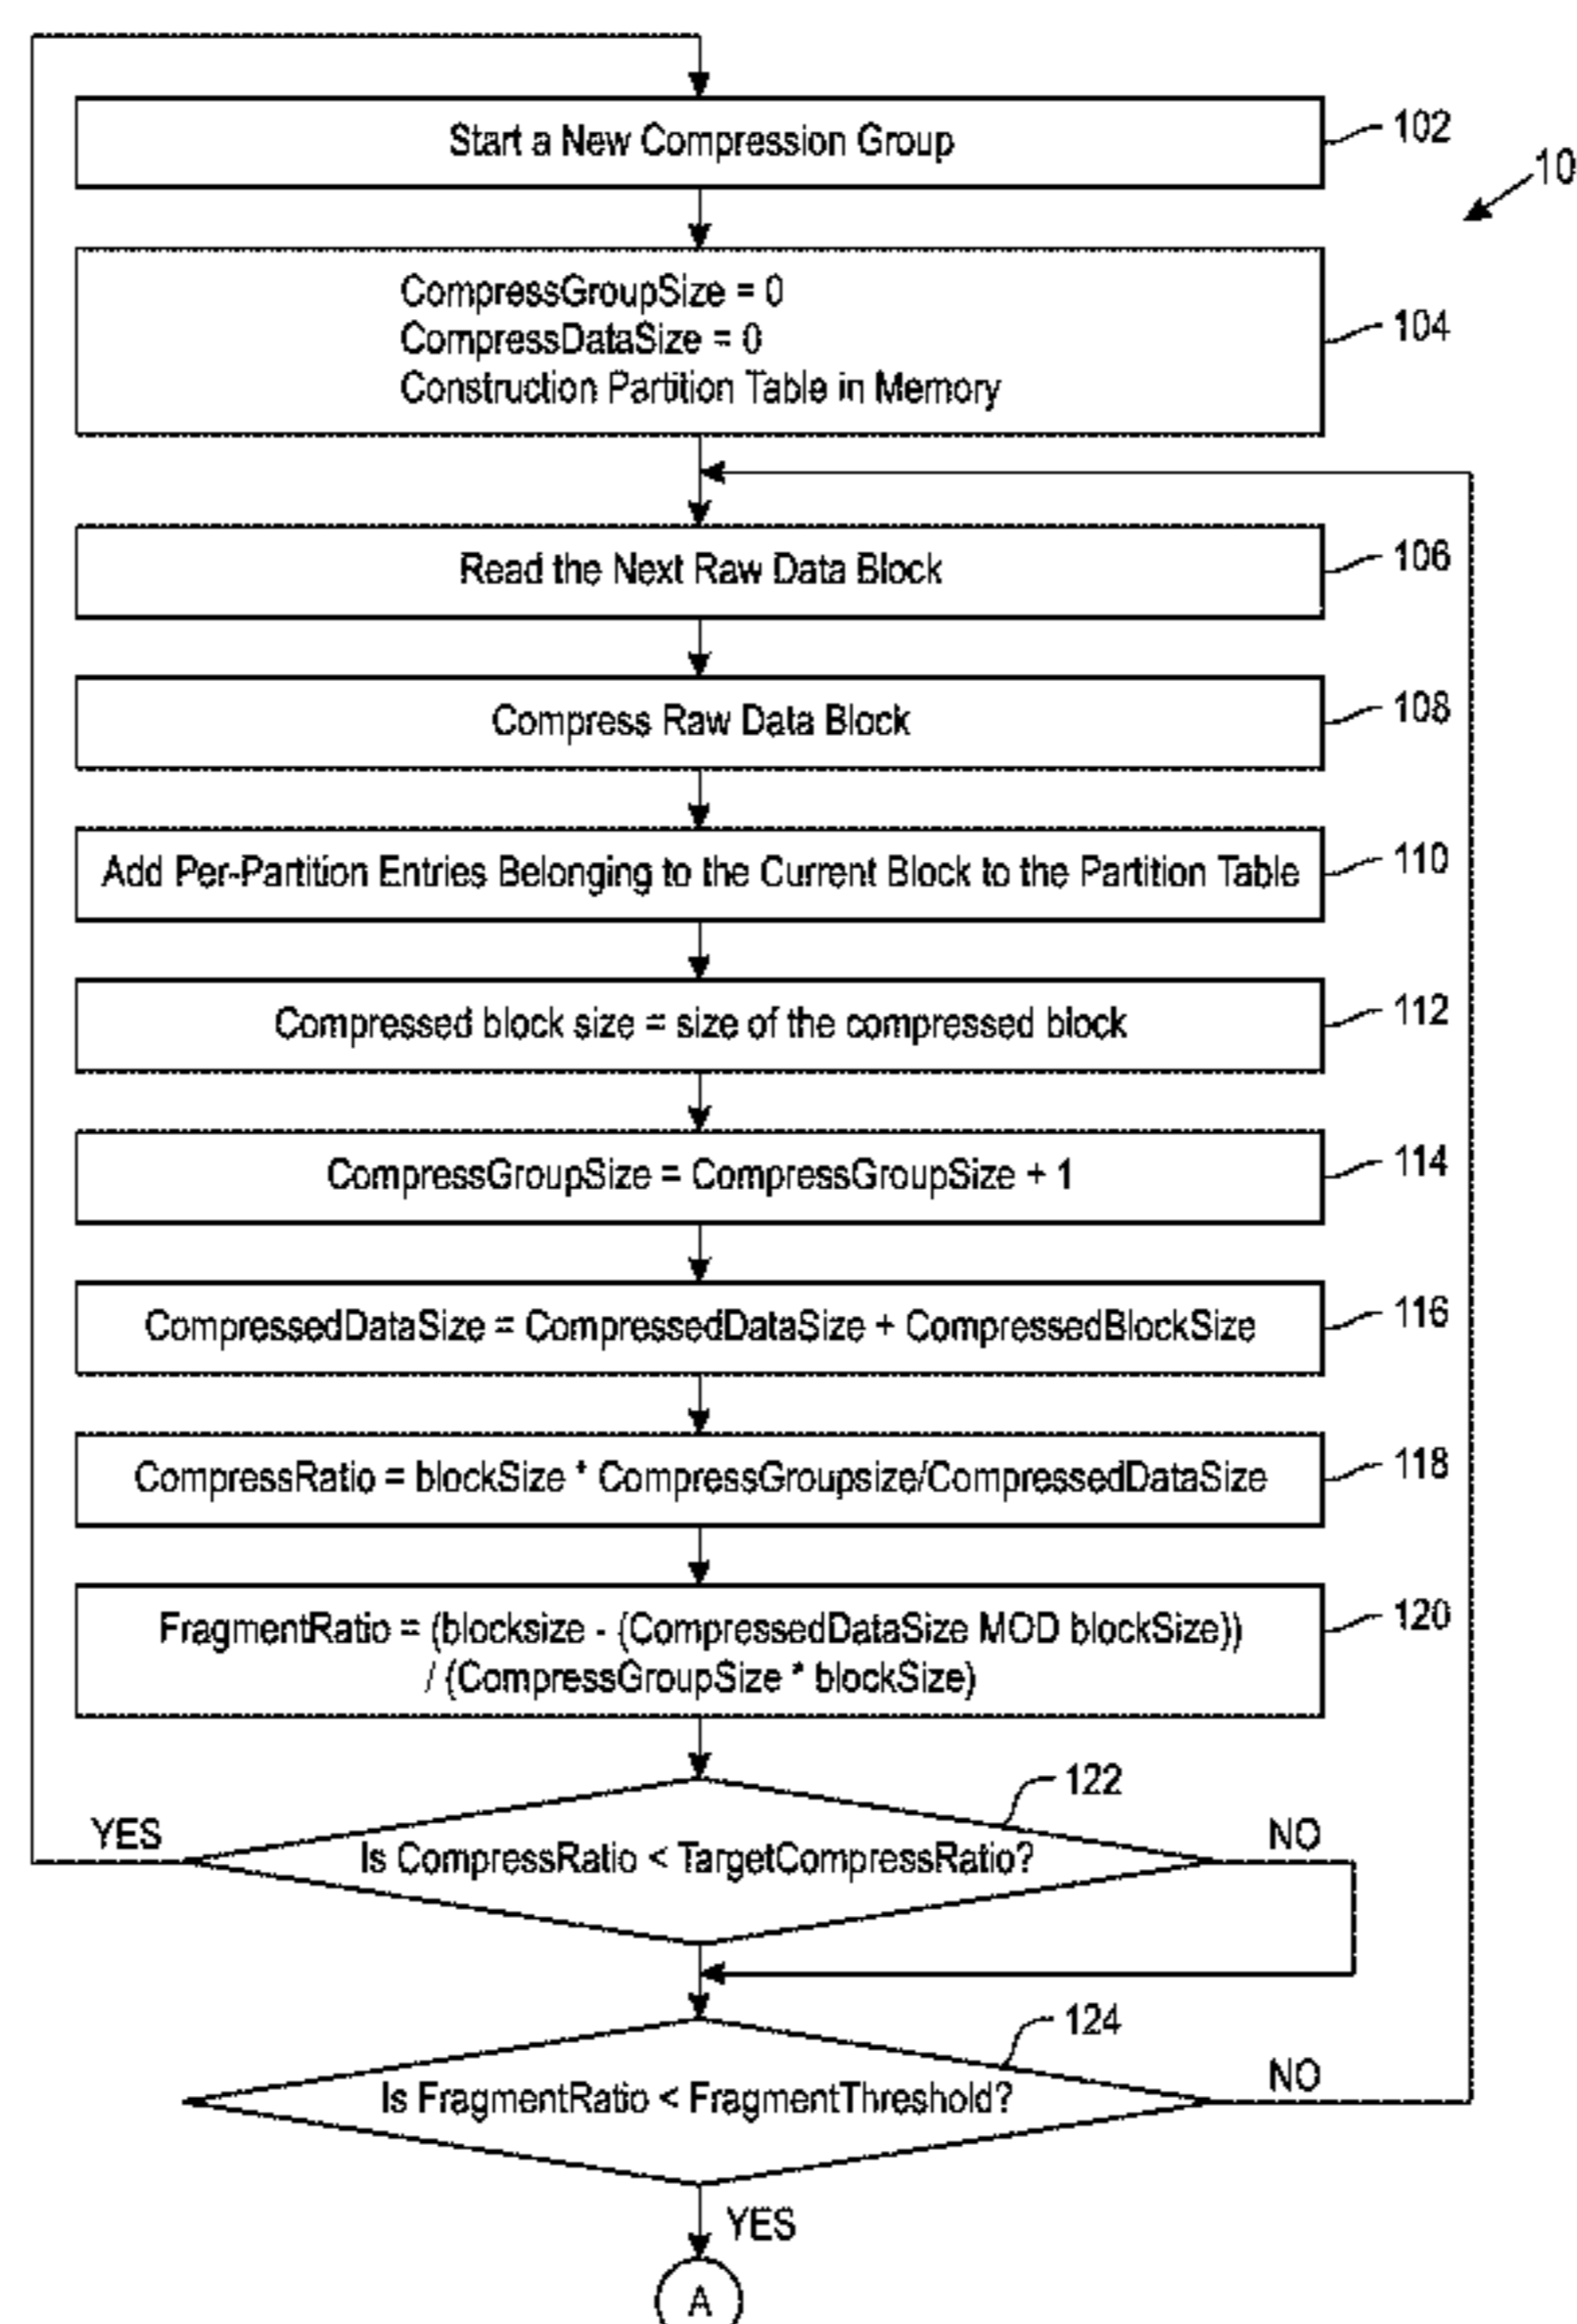 Start a New Compression Group
102
10
CompressGroupSize = 0
CompressDataSize = 0
Construction Partition Table in Memory
104
Read the Next Raw Data Block
106
Compress Raw Data Block
108
Add Per-Partition Entries Belonging to the Current Block to the Partition Table
110
Compressed block size = size of the compressed block
112
CompressGroupSize = CompressGroupSize + 1
114
CompressedDataSize = CompressedDataSize + CompressedBlockSize
116
CompressRatio = blockSize * CompressGroupsize/CompressedDataSize
118
FragmentRatio = (blocksize - (CompressedDataSize MOD blockSize))
/ (CompressGroupSize * blockSize)
120
122
YES
Is CompressRatio < TargetCompressRatio?
NO
124
Is FragmentRatio < FragmentThreshold?
NO
YES
A